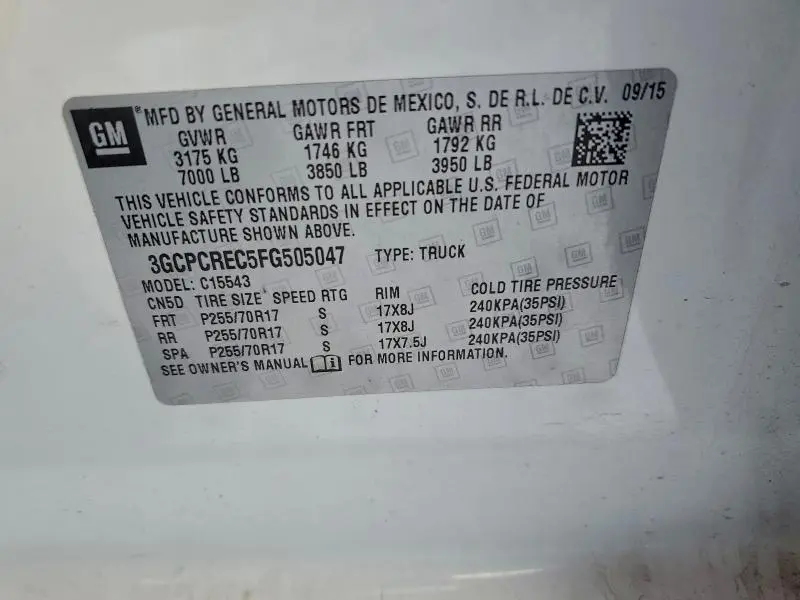 GM
® MFD BY GENERAL MOTORS DE MEXICO, S. DE R.L. DE C.V. 09/15
GVWR GAWR FRT GAWR RR
3175 KG 1746 KG 1792 KG
7000 LB 3850 LB 3950 LB
THIS VEHICLE CONFORMS TO ALL APPLICABLE U.S. FEDERAL MOTOR
VEHICLE SAFETY STANDARDS IN EFFECT ON THE DATE OF
MANUFACTURE SHOWN ABOVE.
3GCPCREC5FG505047 TYPE: TRUCK
MODEL: C15543
CN5D TIRE SIZE SPEED RTG RIM COLD TIRE PRESSURE
FRT P255/70R17 S 17X8J 240KPA(35PSI)
RR P255/70R17 S 17X8J 240KPA(35PSI)
SPA P255/70R17 S 17X7.5J 240KPA(35PSI)
SEE OWNER'S MANUAL i FOR MORE INFORMATION.